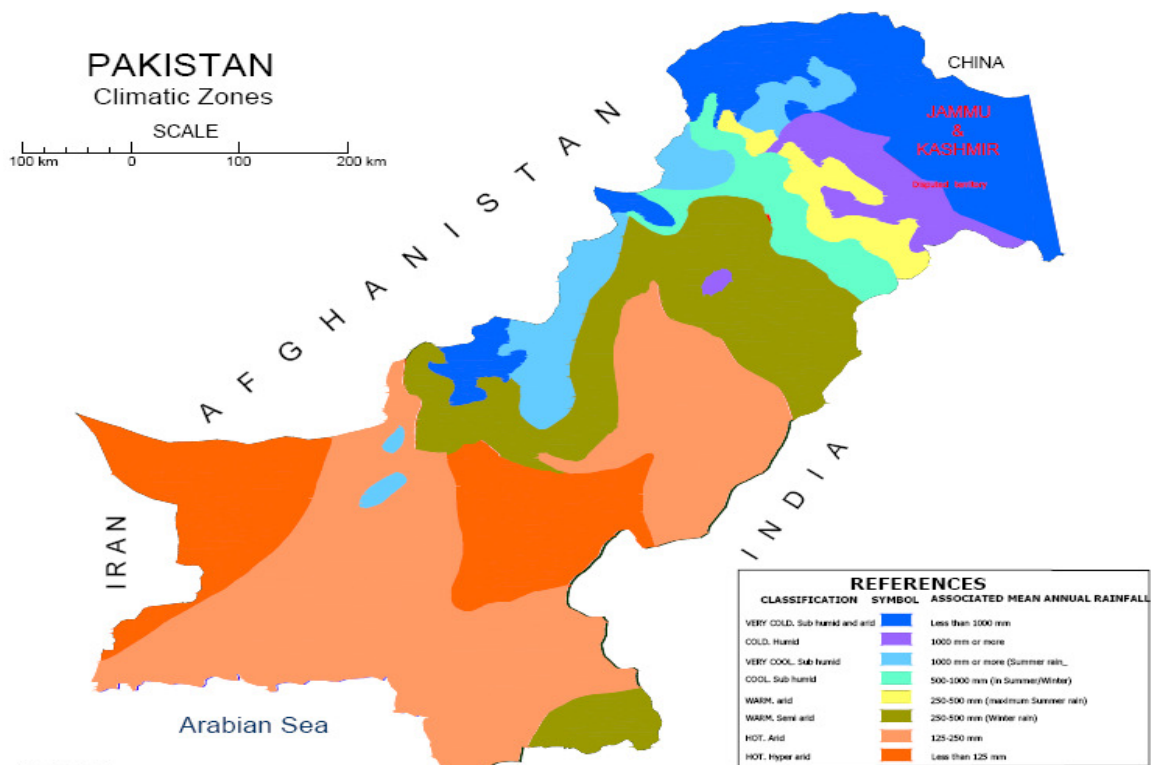 PAKISTAN
Climatic Zones
SCALE
100 km 0 100 200 km
CHINA
JAMMU
&
KASHMIR
Disputed territory
AFGHANISTAN
IRAN
INDIA
Arabian Sea
REFERENCES
CLASSIFICATION SYMBOL ASSOCIATED MEAN ANNUAL RAINFALL
VERY COLD. Sub humid and arid Less than 1000 mm
COLD. Humid 1000 mm or more
VERY COOL. Sub humid 1000 mm or more (Summer rain_
COOL. Sub humid 500-1000 mm (in Summer/Winter)
WARM. arid 250-500 mm (maximum Summer rain)
WARM. Semi arid 250-500 mm (Winter rain)
HOT. Arid 125-250 mm
HOT. Hyper arid Less than 125 mm